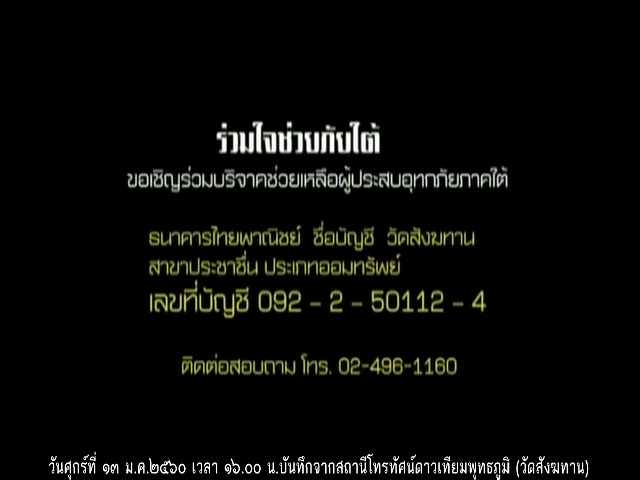 ร่วมใจช่วยภัยใต้
ขอเชิญร่วมบริจาคช่วยเหลือผู้ประสบอุทกภัยภาคใต้
ธนาคารไทยพาณิชย์ ชื่อบัญชี วัดสังฆทาน
สาขาประชาชื่น ประเภทออมทรัพย์
เลขที่บัญชี 092 - 2 - 50112 - 4
ติดต่อสอบถาม โทร. 02-496-1160
วันศุกร์ที่ ๑๓ ม.ค.๒๕๖๐ เวลา ๑๖.๐๐ น.บันทึกจากสถานีโทรทัศน์ดาวเทียมพุทธภูมิ (วัดสังฆทาน)